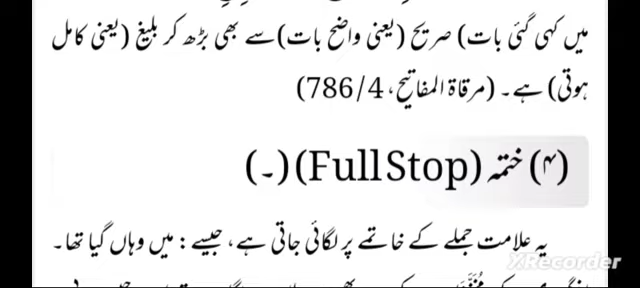 میں کہی گئی بات) صریح (یعنی واضح بات) سے بھی بڑھ کر بلیغ (یعنی کامل
ہوتی) ہے۔ (مرقاۃ المفاتیح، 786/4)
(۴) ختمہ (Full Stop) (۔)
یہ علامت جملے کے خاتمے پر لگائی جاتی ہے، جیسے: میں وہاں گیا تھا۔
XRecorder